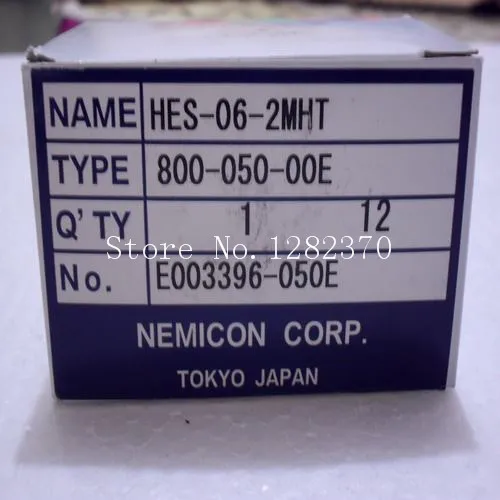 NAME HES-06-2MHT
TYPE 800-050-00E
Q'TY 1 12
Store No.:1282370
No. E003396-050E
NEMICON CORP.
TOKYO JAPAN